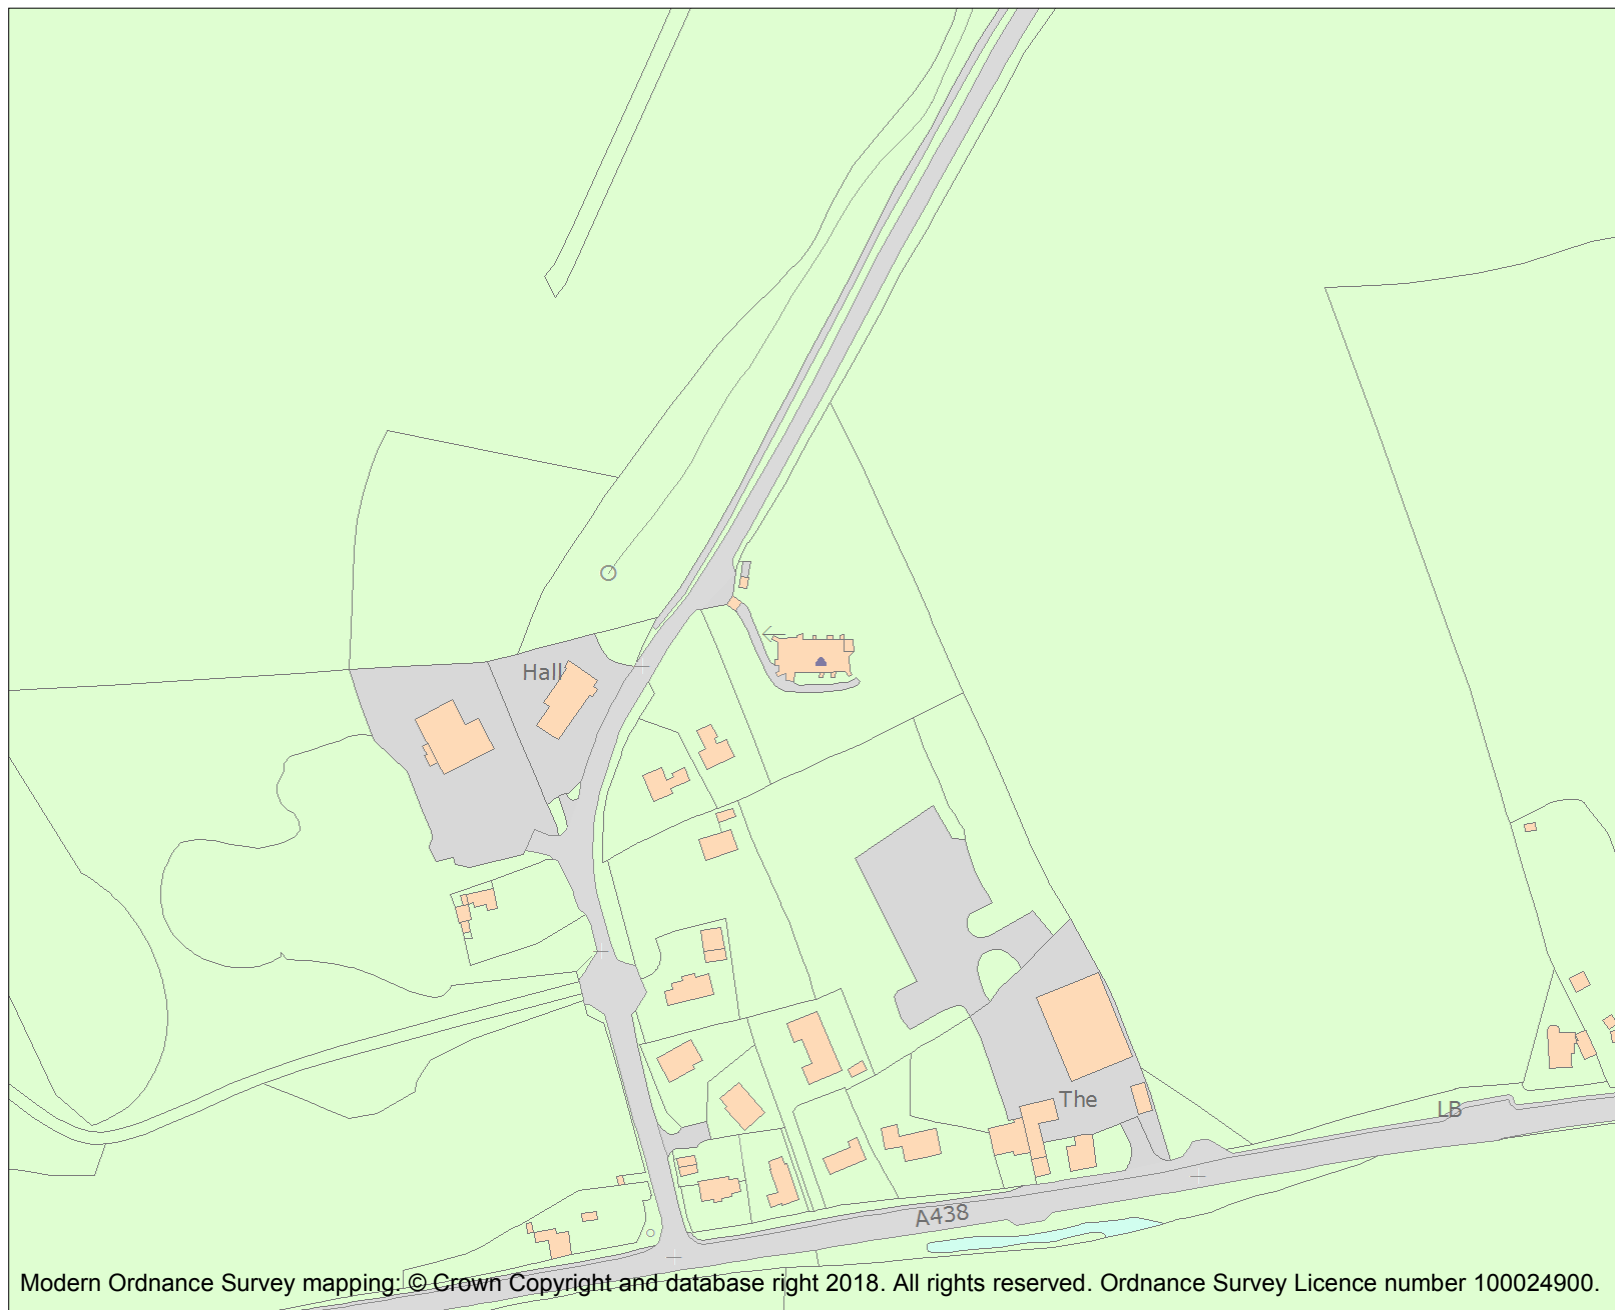 Hall
The
LB
A438
Modern Ordnance Survey mapping: © Crown Copyright and database right 2018. All rights reserved. Ordnance Survey Licence number 100024900.